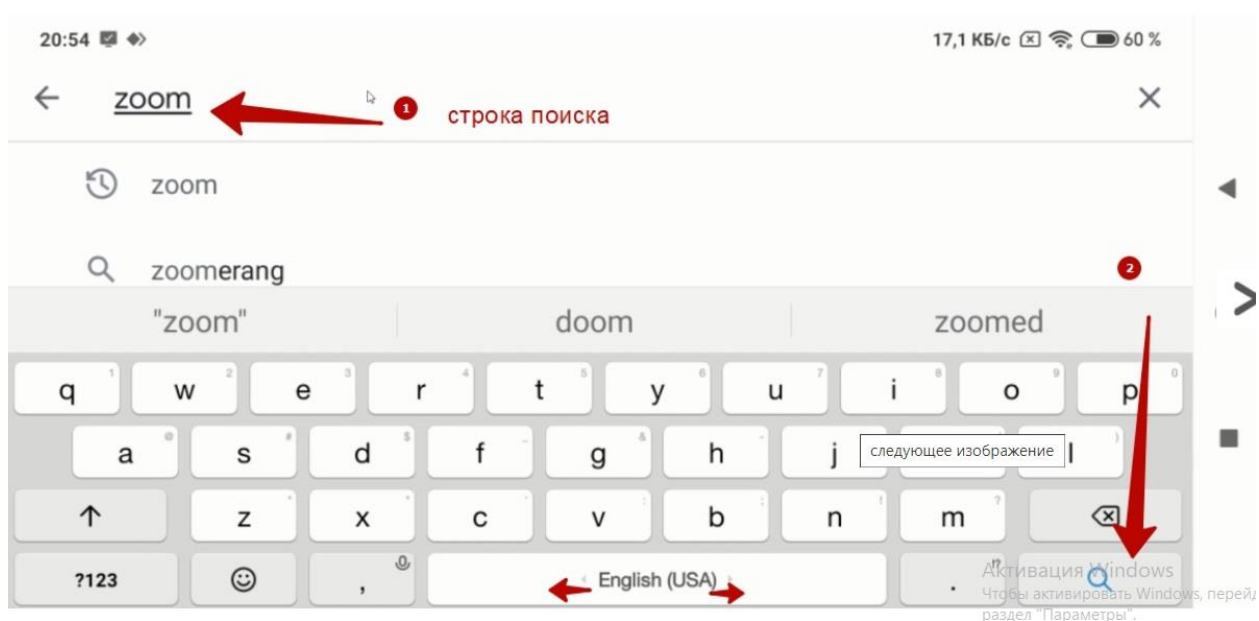 20:54 17,1 КБ/с 60 %
zoom 1 строка поиска
zoom
zoomerang 2
"zoom" doom zoomed
q 1 w 2 e 3 r 4 t 5 y 6 u 7 i 8 o 9 p 0
a @ s # d $ f _ g & h - j l )
следующее изображение
z x c v : b ; n ! m ?
?123 , English (USA) . !?
Активация Windows
Чтобы активировать Windows, перейд
раздел "Параметры".